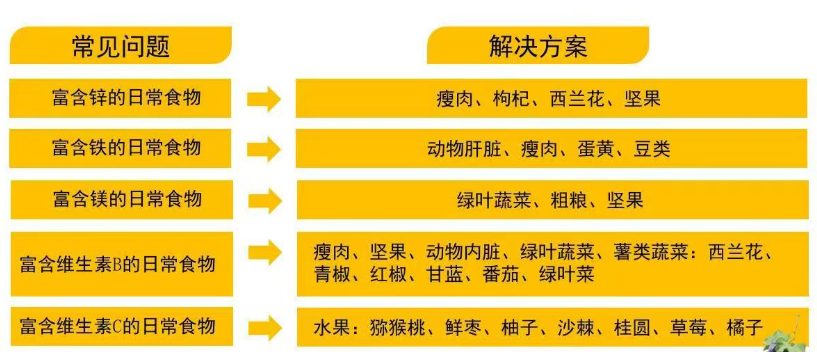 常见问题
解决方案
富含锌的日常食物
瘦肉、枸杞、西兰花、坚果
富含铁的日常食物
动物肝脏、瘦肉、蛋黄、豆类
富含镁的日常食物
绿叶蔬菜、粗粮、坚果
富含维生素B的日常食物
瘦肉、坚果、动物内脏、绿叶蔬菜、薯类蔬菜：西兰花、
青椒、红椒、甘蓝、番茄、绿叶菜
富含维生素C的日常食物
水果：猕猴桃、鲜枣、柚子、沙棘、桂圆、草莓、橘子